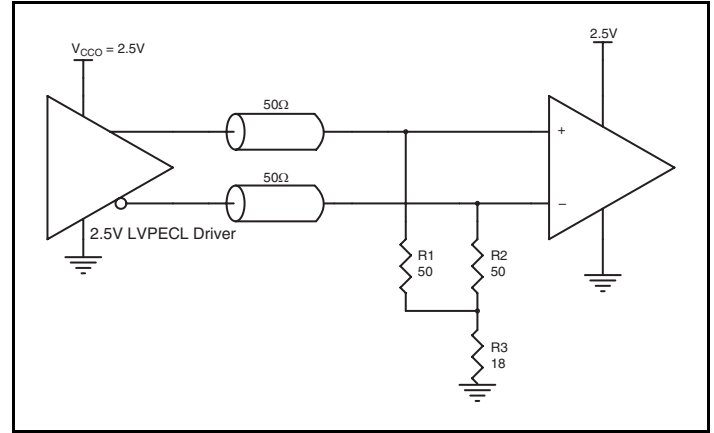 V_CCO = 2.5V
2.5V
50Ω
+
50Ω
−
2.5V LVPECL Driver
R1
50
R2
50
R3
18